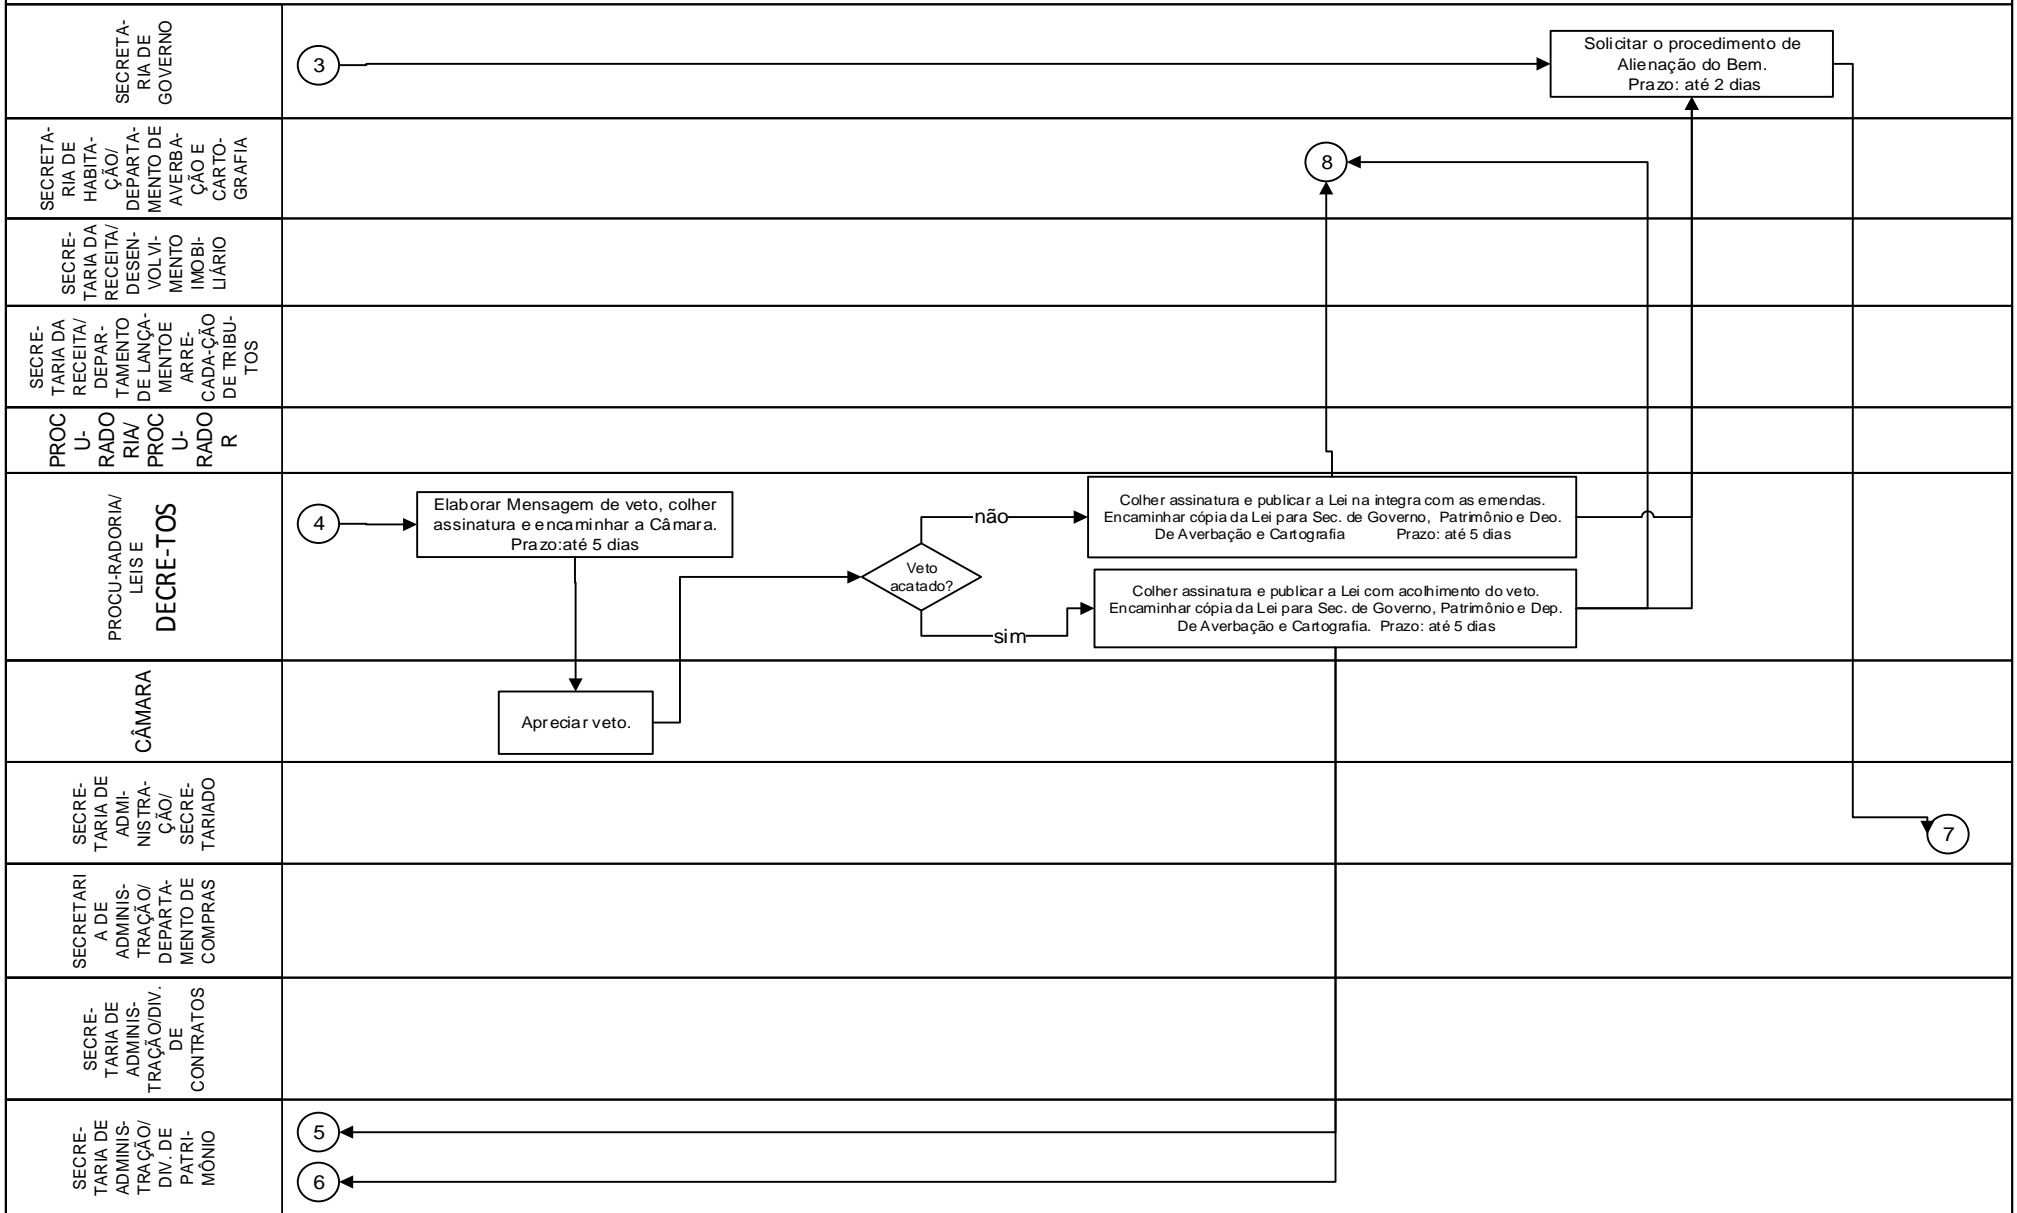 SECRETA-
RIA DE
GOVERNO
3
Solicitar o procedimento de
Alienação do Bem.
Prazo: até 2 dias
SECRETA-
RIA DE
HABITA-
ÇÃO/
DEPARTA-
MENTO DE
AVERBA-
ÇÃO E
CARTO-
GRAFIA
8
SECRE-
TARIA DA
RECEITA/
DESEN-
VOLVI-
MENTO
IMOBI-
LIÁRIO
SECRE-
TARIA DA
RECEITA/
DEPAR-
TAMENTO
DE LANÇA-
MENTOE
ARRE-
CADA-ÇÃO
DE TRIBU-
TOS
PROC
U-
RADO
RIA/
PROC
U-
RADO
R
PROCU-RADORIA/
LEIS E
DECRE-TOS
4
Elaborar Mensagem de veto, colher
assinatura e encaminhar a Câmara.
Prazo:até 5 dias
Veto
acatado?
não
sim
Colher assinatura e publicar a Lei na integra com as emendas.
Encaminhar cópia da Lei para Sec. de Governo, Patrimônio e Deo.
De Averbação e Cartografia Prazo: até 5 dias
Colher assinatura e publicar a Lei com acolhimento do veto.
Encaminhar cópia da Lei para Sec. de Governo, Patrimônio e Dep.
De Averbação e Cartografia. Prazo: até 5 dias
CÂMARA
Apreciar veto.
SECRE-
TARIA DE
ADMI-
NISTRA-
ÇÃO/
SECRE-
TARIADO
7
SECRETARI
A DE
ADMINIS-
TRAÇÃO/
DEPARTA-
MENTO DE
COMPRAS
SECRE-
TARIA DE
ADMINIS-
TRAÇÃO/DIV.
DE
CONTRATOS
SECRE-
TARIA DE
ADMINIS-
TRAÇÃO/
DIV. DE
PATRI-
MÔNIO
5
6